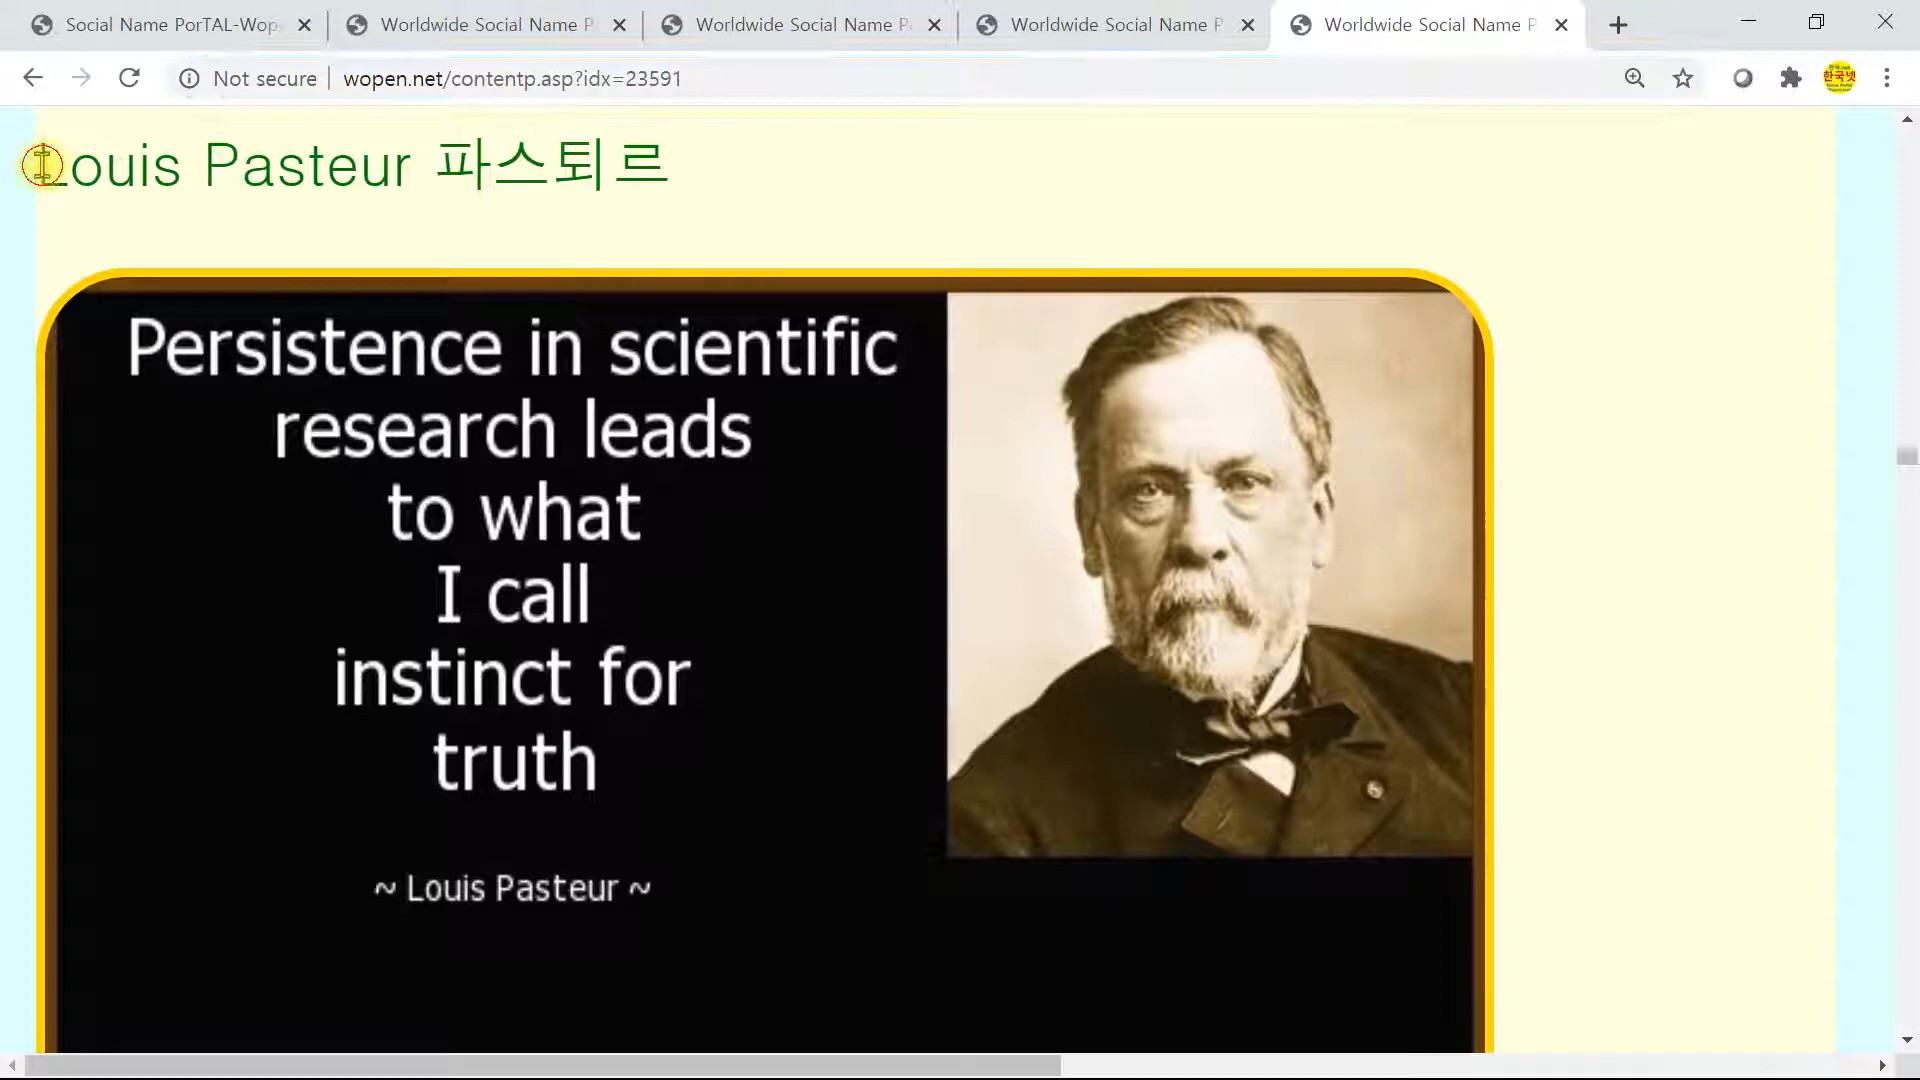 Social Name PorTAL-Wop
Worldwide Social Name P
Worldwide Social Name P
Worldwide Social Name P
Worldwide Social Name P
Not secure
wopen.net/contentp.asp?idx=23591
Louis Pasteur 파스퇴르
Persistence in scientific
research leads
to what
I call
instinct for
truth
~ Louis Pasteur ~